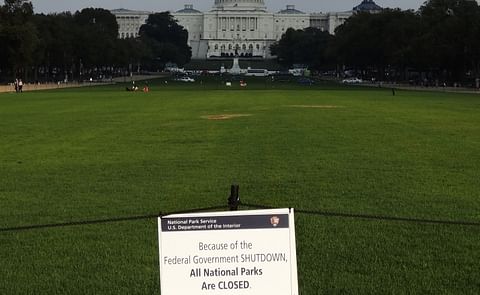 National Park Service
U.S. Department of the Interior
Because of the
Federal Government SHUTDOWN,
All National Parks
Are CLOSED.